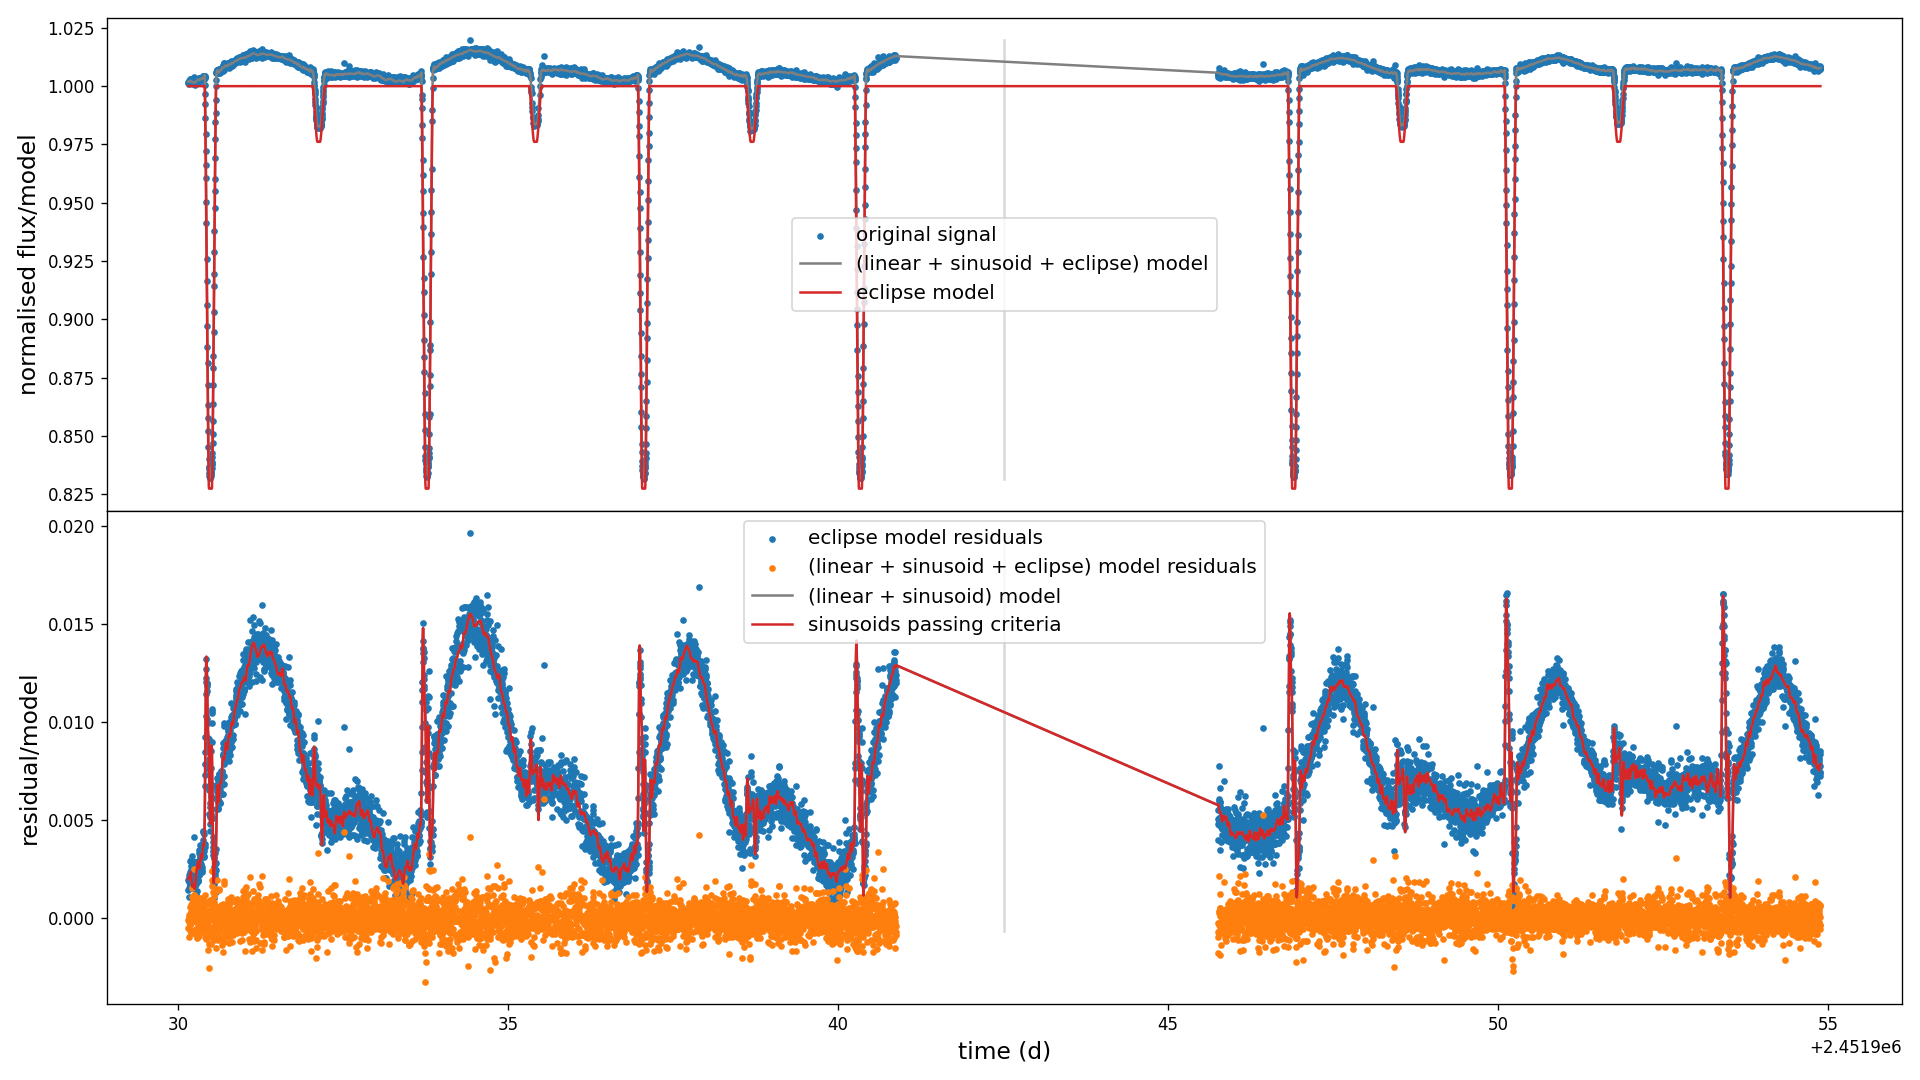 normalised flux/model
1.025
1.000
0.975
0.950
0.925
0.900
0.875
0.850
0.825
original signal
(linear + sinusoid + eclipse) model
eclipse model
residual/model
0.020
0.015
0.010
0.005
0.000
eclipse model residuals
(linear + sinusoid + eclipse) model residuals
(linear + sinusoid) model
sinusoids passing criteria
30 35 40 45 50 55
time (d)
+2.4519e6